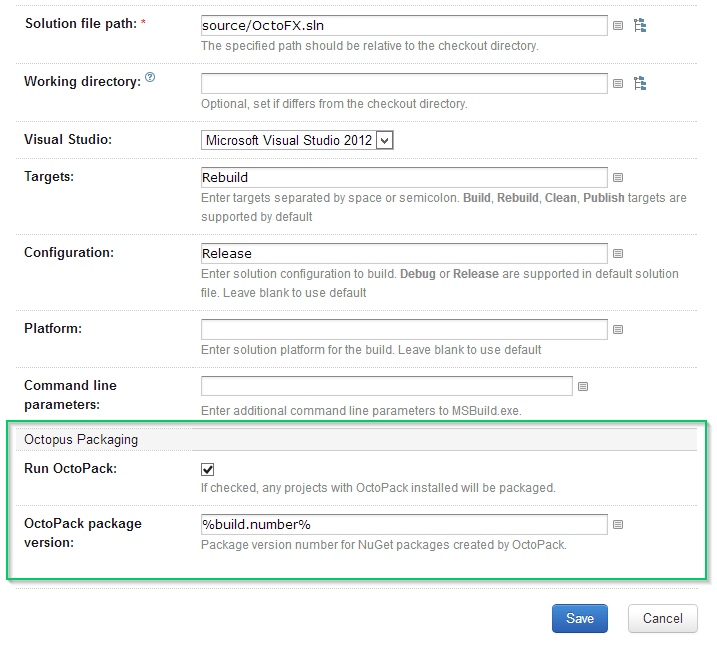 Solution file path: *
source/OctoFX.sln
The specified path should be relative to the checkout directory.
Working directory: ?
Optional, set if differs from the checkout directory.
Visual Studio:
Microsoft Visual Studio 2012
Targets:
Rebuild
Enter targets separated by space or semicolon. Build, Rebuild, Clean, Publish targets are
supported by default
Configuration:
Release
Enter solution configuration to build. Debug or Release are supported in default solution
file. Leave blank to use default
Platform:
Enter solution platform for the build. Leave blank to use default
Command line
parameters:
Enter additional command line parameters to MSBuild.exe.
Octopus Packaging
Run OctoPack:
If checked, any projects with OctoPack installed will be packaged.
OctoPack package
version:
%build.number%
Package version number for NuGet packages created by OctoPack.
Save
Cancel